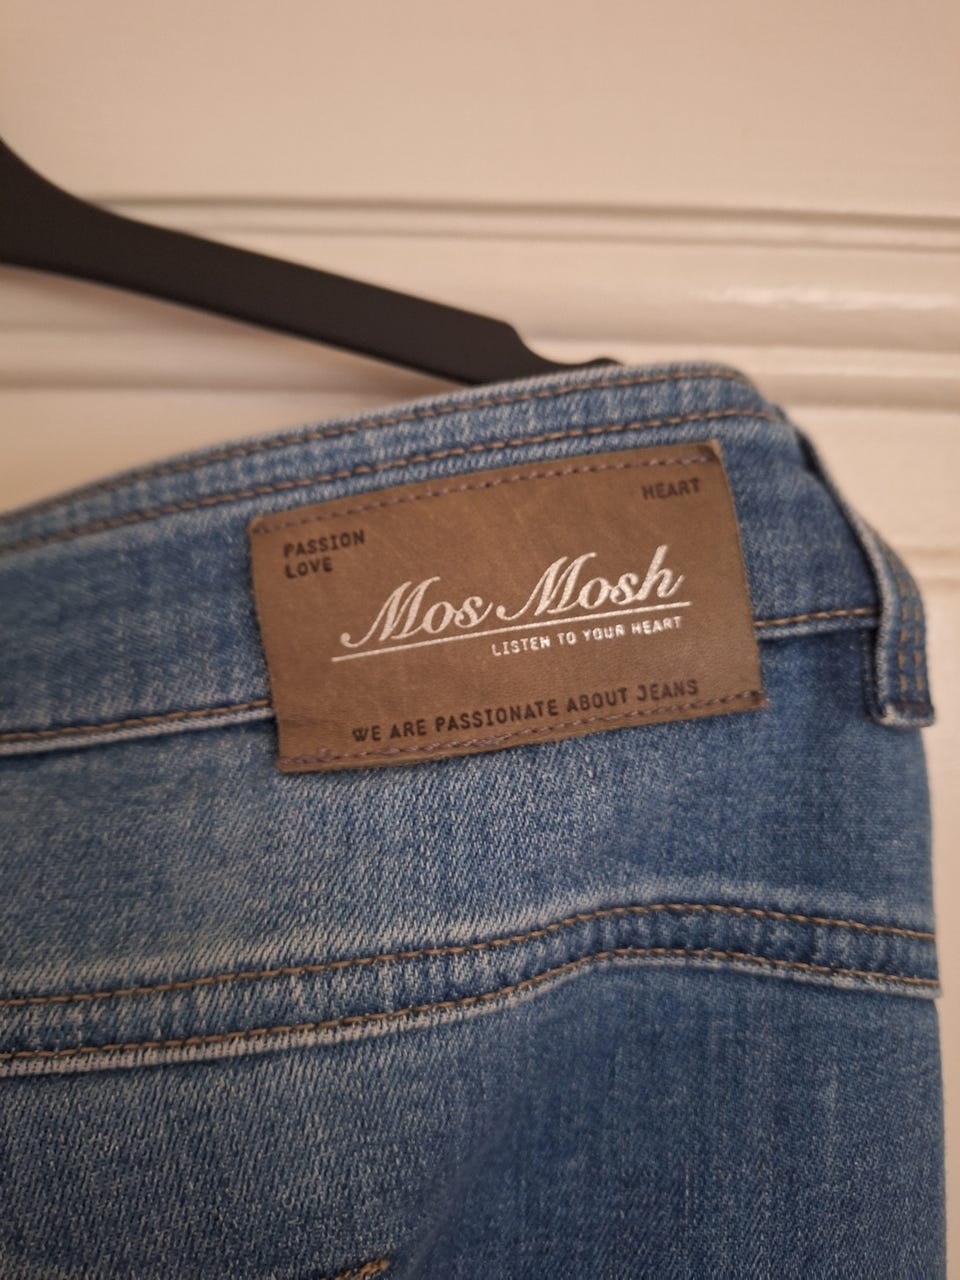 HEART
PASSION
LOVE
Mos Mosh
LISTEN TO YOUR HEART
WE ARE PASSIONATE ABOUT JEANS